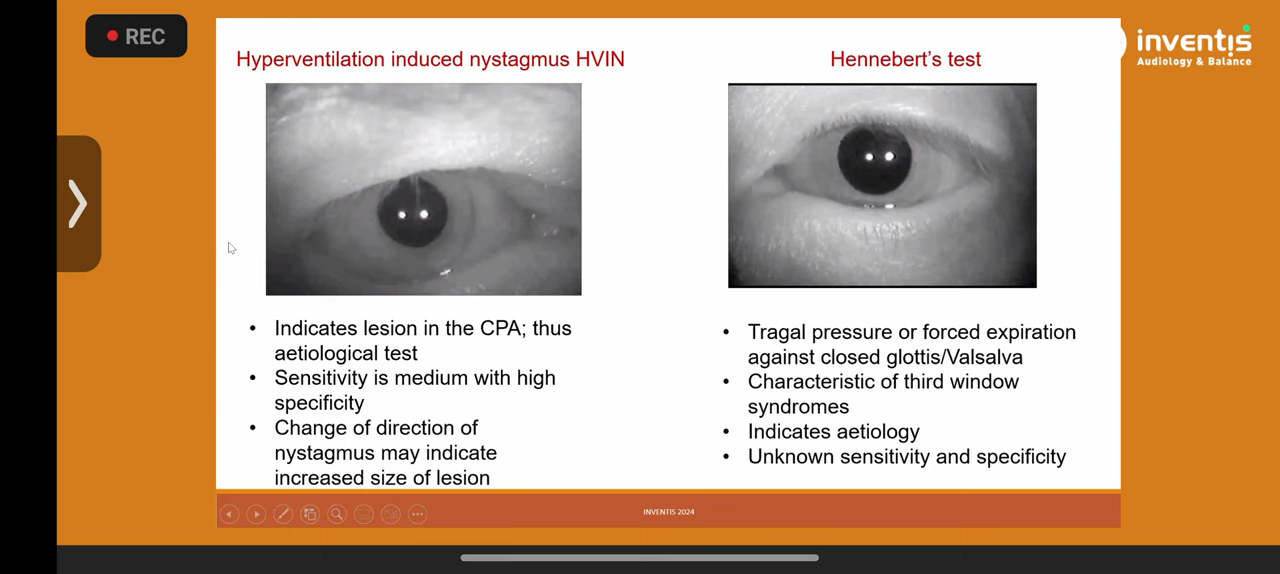 REC
inventis
Audiology & Balance
Hyperventilation induced nystagmus HVIN
• Indicates lesion in the CPA; thus
aetiological test
• Sensitivity is medium with high
specificity
• Change of direction of
nystagmus may indicate
increased size of lesion
Hennebert's test
• Tragal pressure or forced expiration
against closed glottis/Valsalva
• Characteristic of third window
syndromes
• Indicates aetiology
• Unknown sensitivity and specificity
INVENTIS 2024